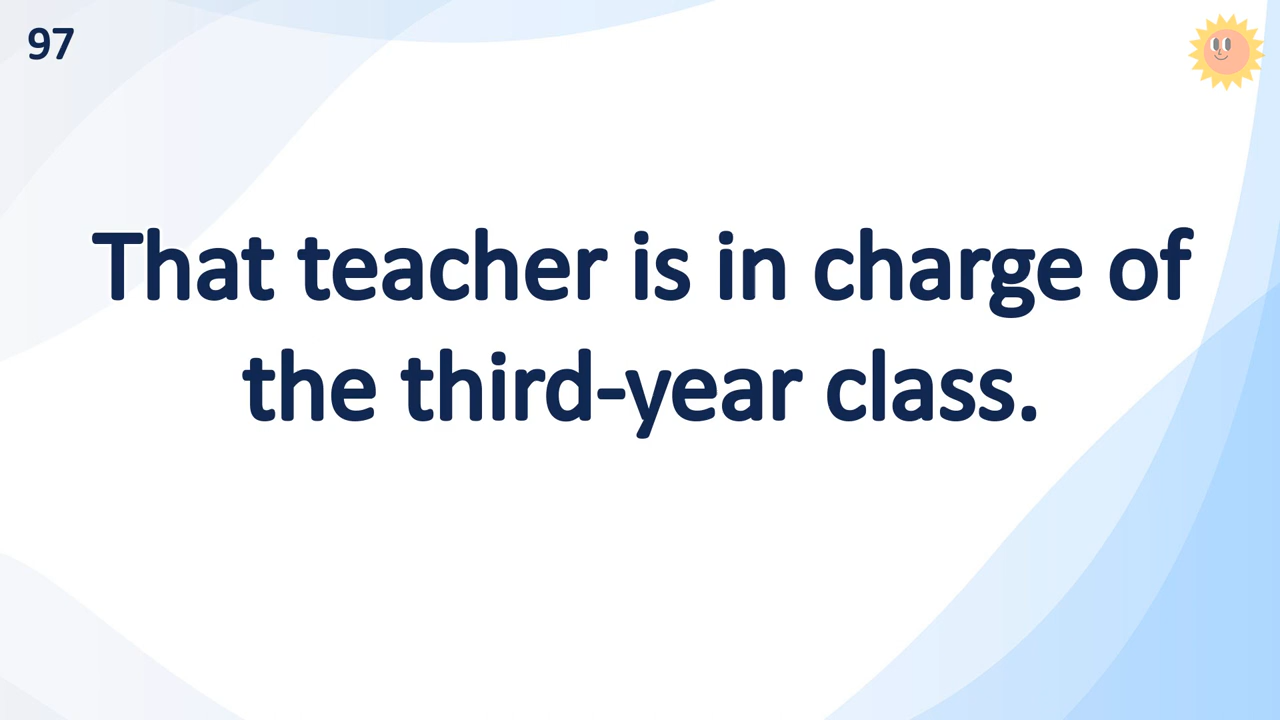 97
That teacher is in charge of
the third-year class.